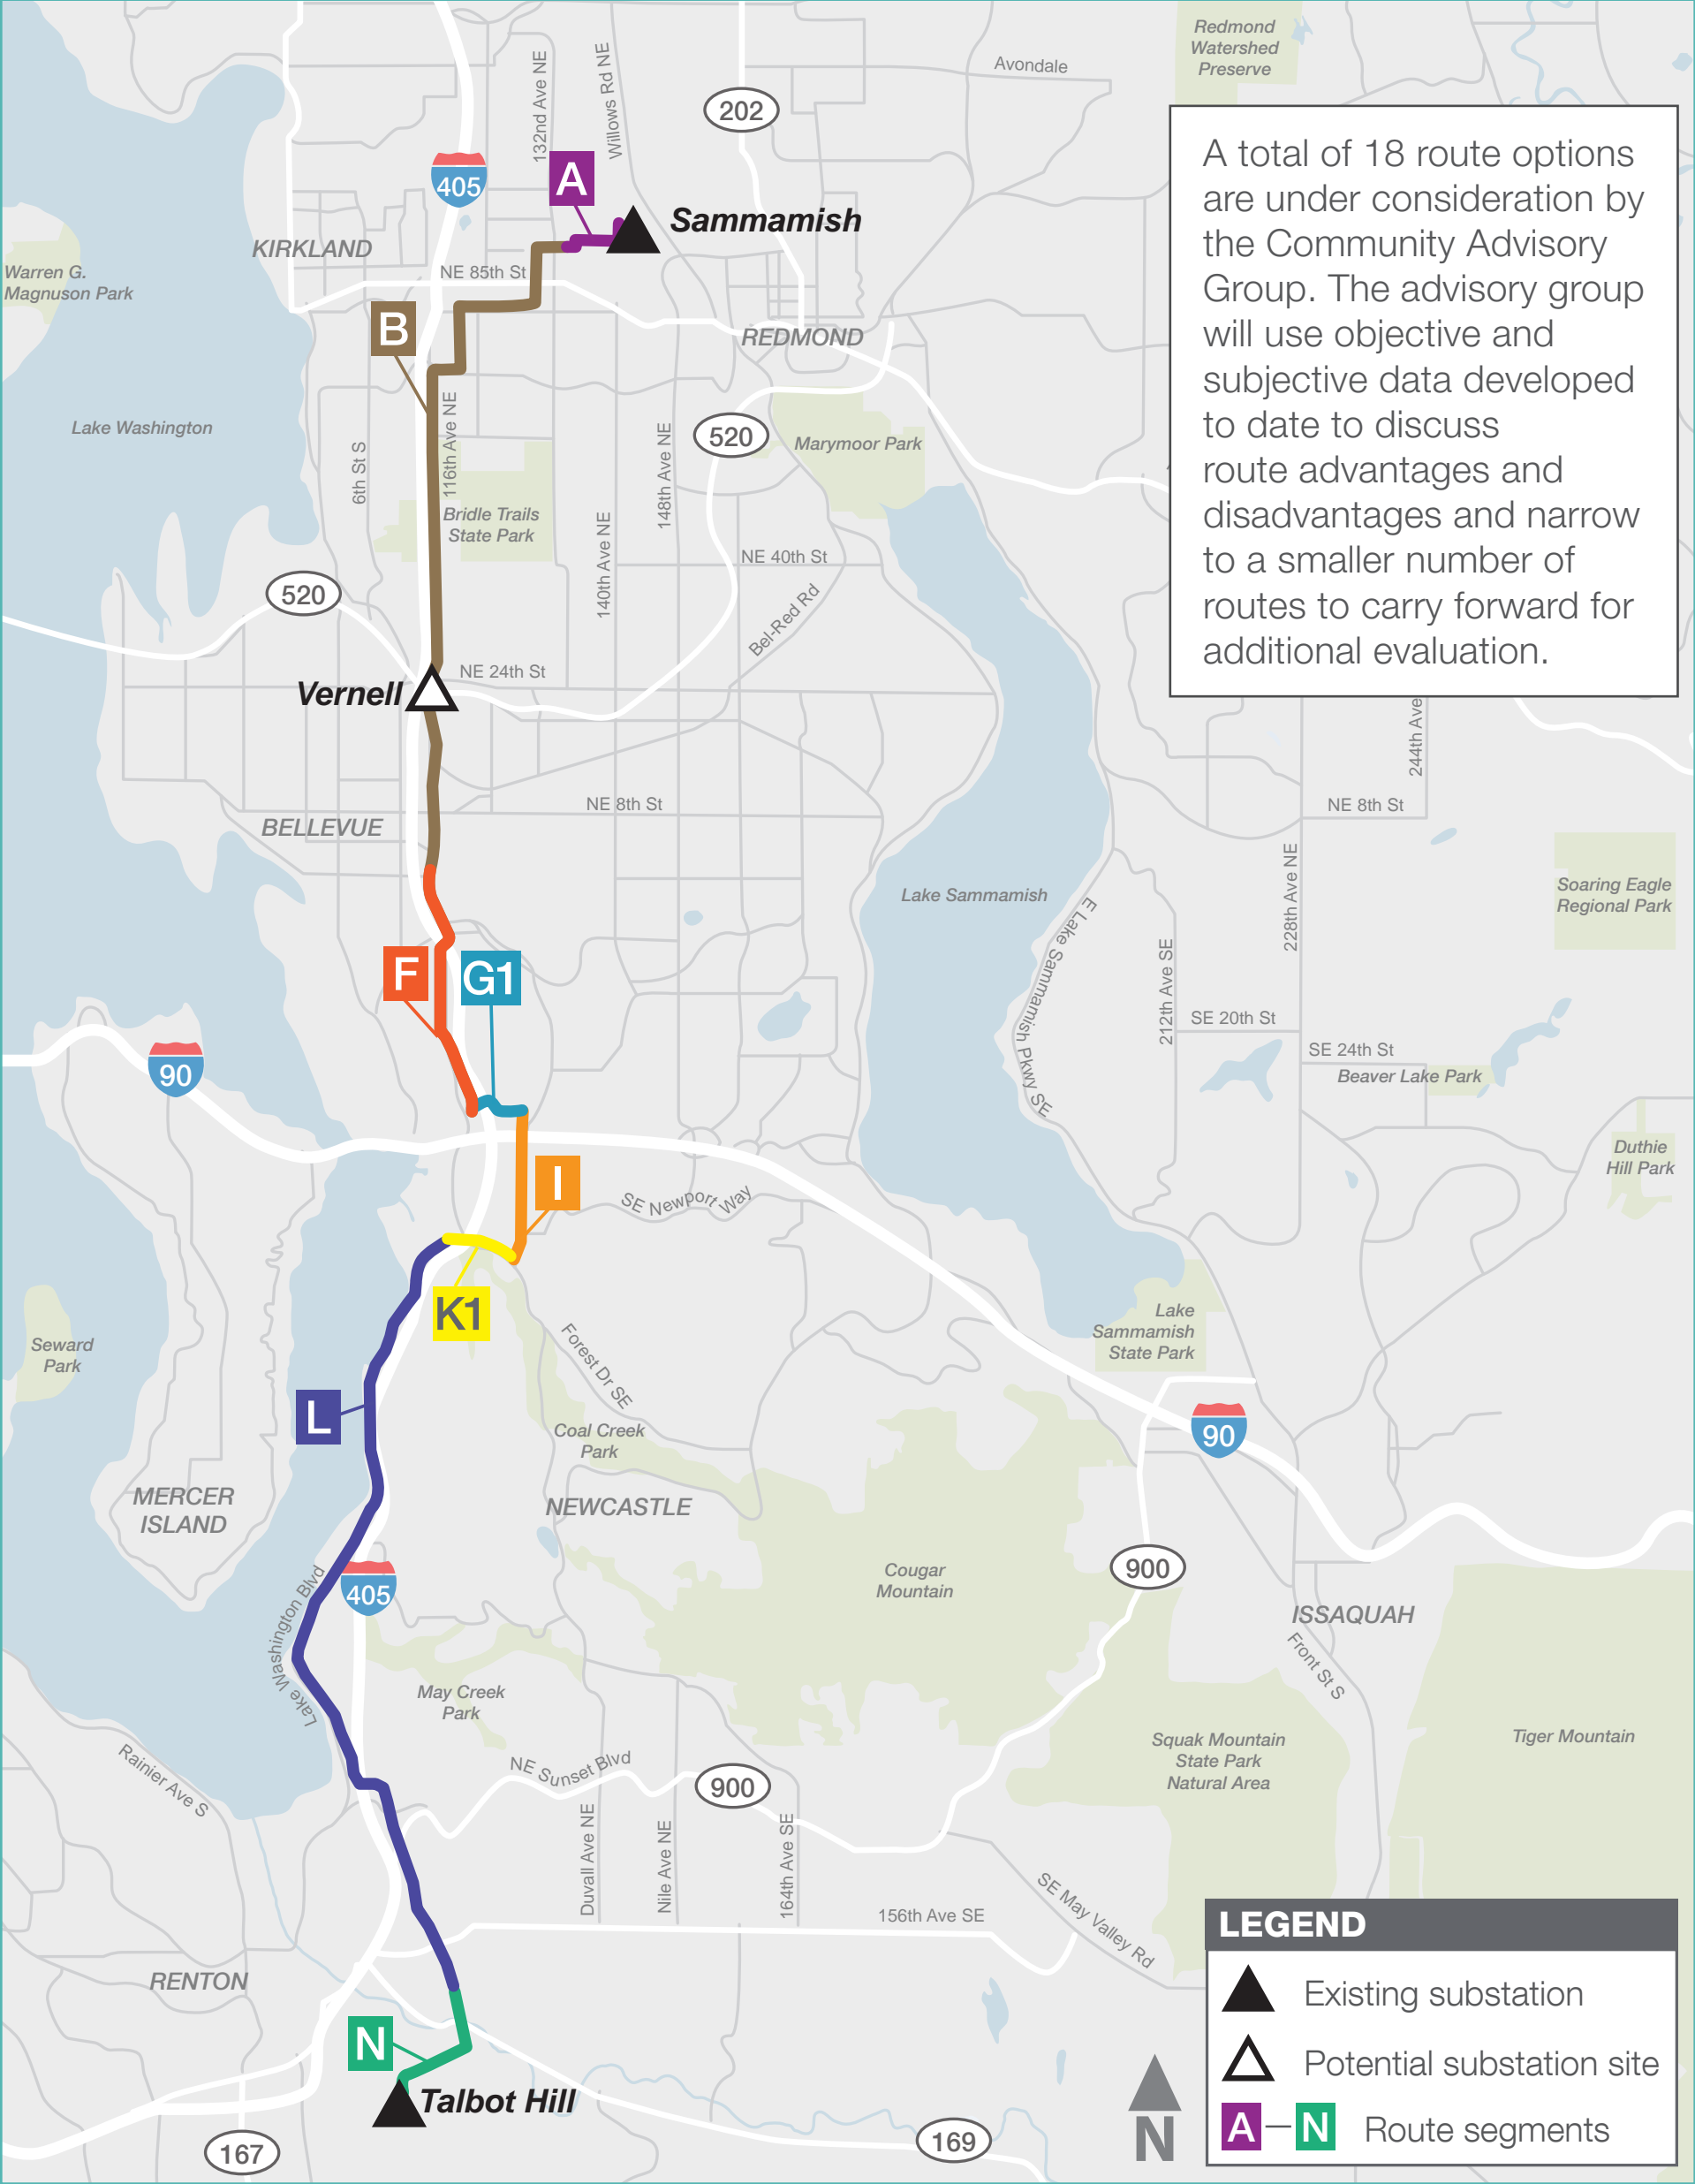 Redmond
Watershed
Preserve
Avondale
132nd Ave NE
Willows Rd NE
202
405
A
Sammamish
KIRKLAND
NE 85th St
Warren G.
Magnuson Park
B
REDMOND
A total of 18 route options
are under consideration by
the Community Advisory
Group. The advisory group
will use objective and
subjective data developed
to date to discuss
route advantages and
disadvantages and narrow
to a smaller number of
routes to carry forward for
additional evaluation.
Lake Washington
6th St S
116th Ave NE
148th Ave NE
520
Marymoor Park
Bridle Trails
State Park
140th Ave NE
NE 40th St
520
Bel-Red Rd
NE 24th St
Vernell
244th Ave
NE 8th St
NE 8th St
BELLEVUE
228th Ave NE
Lake Sammamish
Soaring Eagle
Regional Park
E Lake Sammamish Pkwy SE
212th Ave SE
F
G1
SE 20th St
SE 24th St
Beaver Lake Park
90
Duthie
Hill Park
I
SE Newport Way
K1
Lake
Sammamish
State Park
Seward
Park
Forest Dr SE
L
Coal Creek
Park
90
MERCER
ISLAND
NEWCASTLE
Cougar
Mountain
900
405
Lake Washington Blvd
ISSAQUAH
Front St S
May Creek
Park
Squak Mountain
State Park
Natural Area
Tiger Mountain
Rainier Ave S
NE Sunset Blvd
900
Duvall Ave NE
Nile Ave NE
164th Ave SE
156th Ave SE
SE May Valley Rd
RENTON
N
Talbot Hill
167
169
N
LEGEND
Existing substation
Potential substation site
A — N Route segments